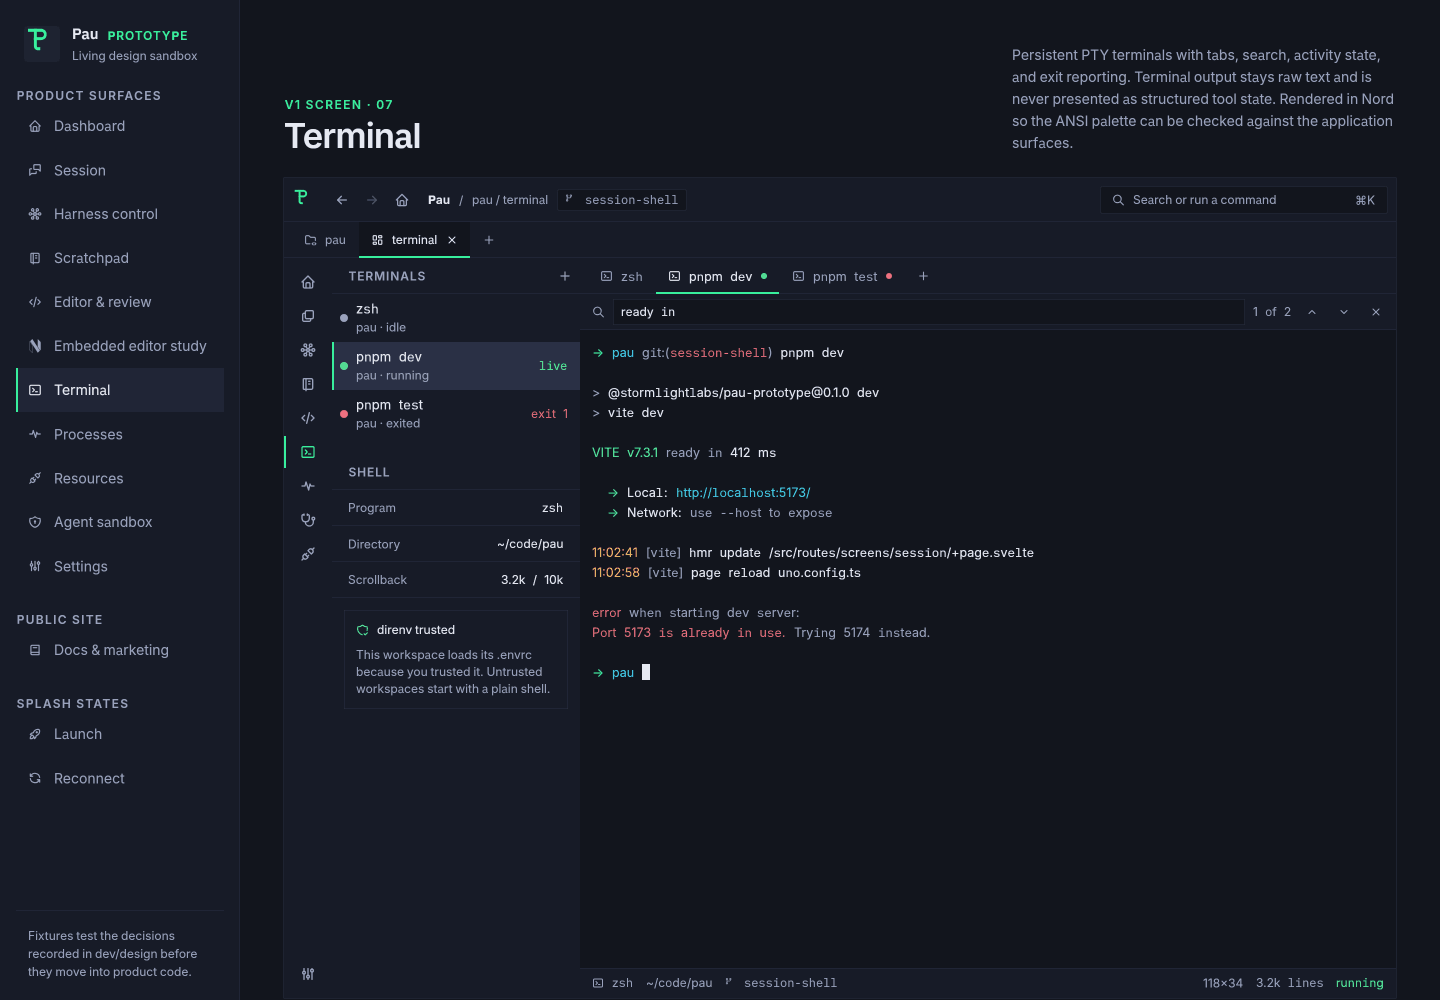 Pau PROTOTYPE
Living design sandbox
PRODUCT SURFACES
Dashboard
Session
Harness control
Scratchpad
Editor & review
Embedded editor study
Terminal
Processes
Resources
Agent sandbox
Settings
PUBLIC SITE
Docs & marketing
SPLASH STATES
Launch
Reconnect
Fixtures test the decisions
recorded in dev/design before
they move into product code.
V1 SCREEN · 07
Terminal
Persistent PTY terminals with tabs, search, activity state,
and exit reporting. Terminal output stays raw text and is
never presented as structured tool state. Rendered in Nord
so the ANSI palette can be checked against the application
surfaces.
Pau / pau / terminal session-shell
Search or run a command ⌘K
pau terminal
TERMINALS
zsh
pau · idle
pnpm dev
pau · running
live
pnpm test
pau · exited
exit 1
SHELL
Program zsh
Directory ~/code/pau
Scrollback 3.2k / 10k
direnv trusted
This workspace loads its .envrc
because you trusted it. Untrusted
workspaces start with a plain shell.
zsh pnpm dev pnpm test
ready in 1 of 2
→ pau git:(session-shell) pnpm dev
> @stormlightlabs/pau-prototype@0.1.0 dev
> vite dev
VITE v7.3.1 ready in 412 ms
→ Local: http://localhost:5173/
→ Network: use --host to expose
11:02:41 [vite] hmr update /src/routes/screens/session/+page.svelte
11:02:58 [vite] page reload uno.config.ts
error when starting dev server:
Port 5173 is already in use. Trying 5174 instead.
→ pau
zsh ~/code/pau session-shell
118×34 3.2k lines running